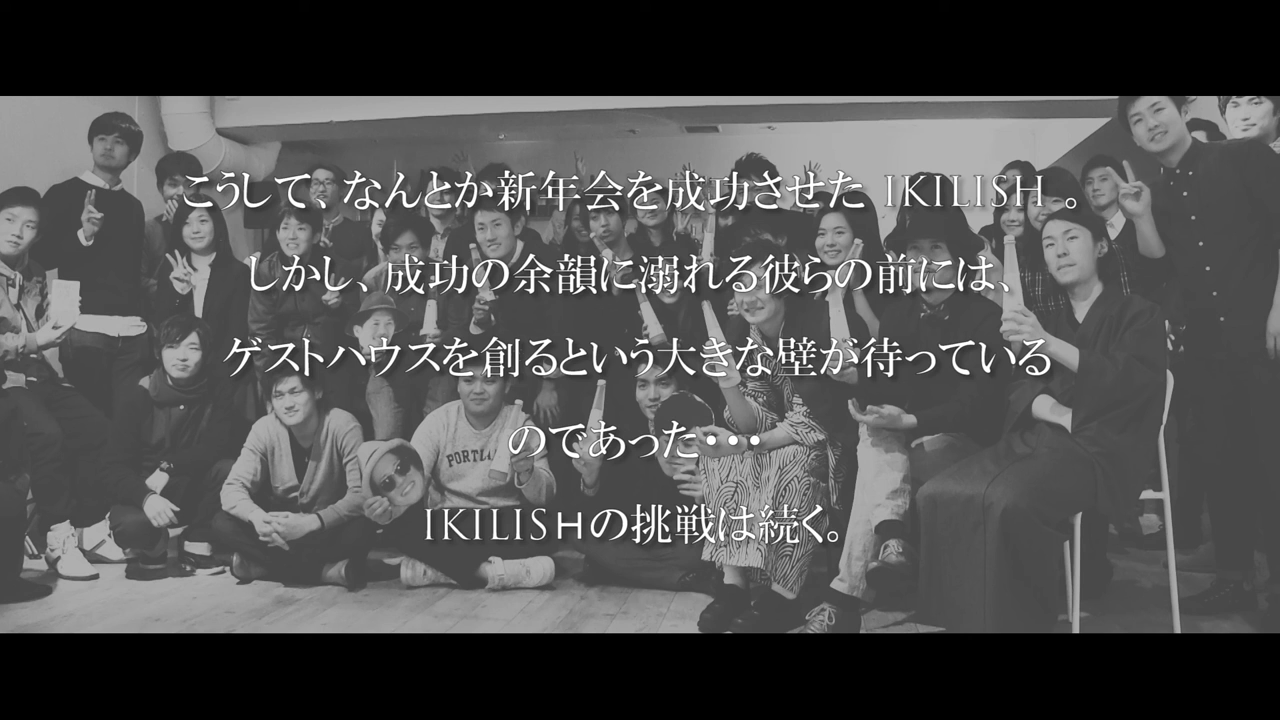 こうして、なんとか新年会を成功させた IKILISH 。
しかし、成功の余韻に溺れる彼らの前には、
ゲストハウスを創るという大きな壁が待っている
のであった・・・
IKILISHの挑戦は続く。
PORTL